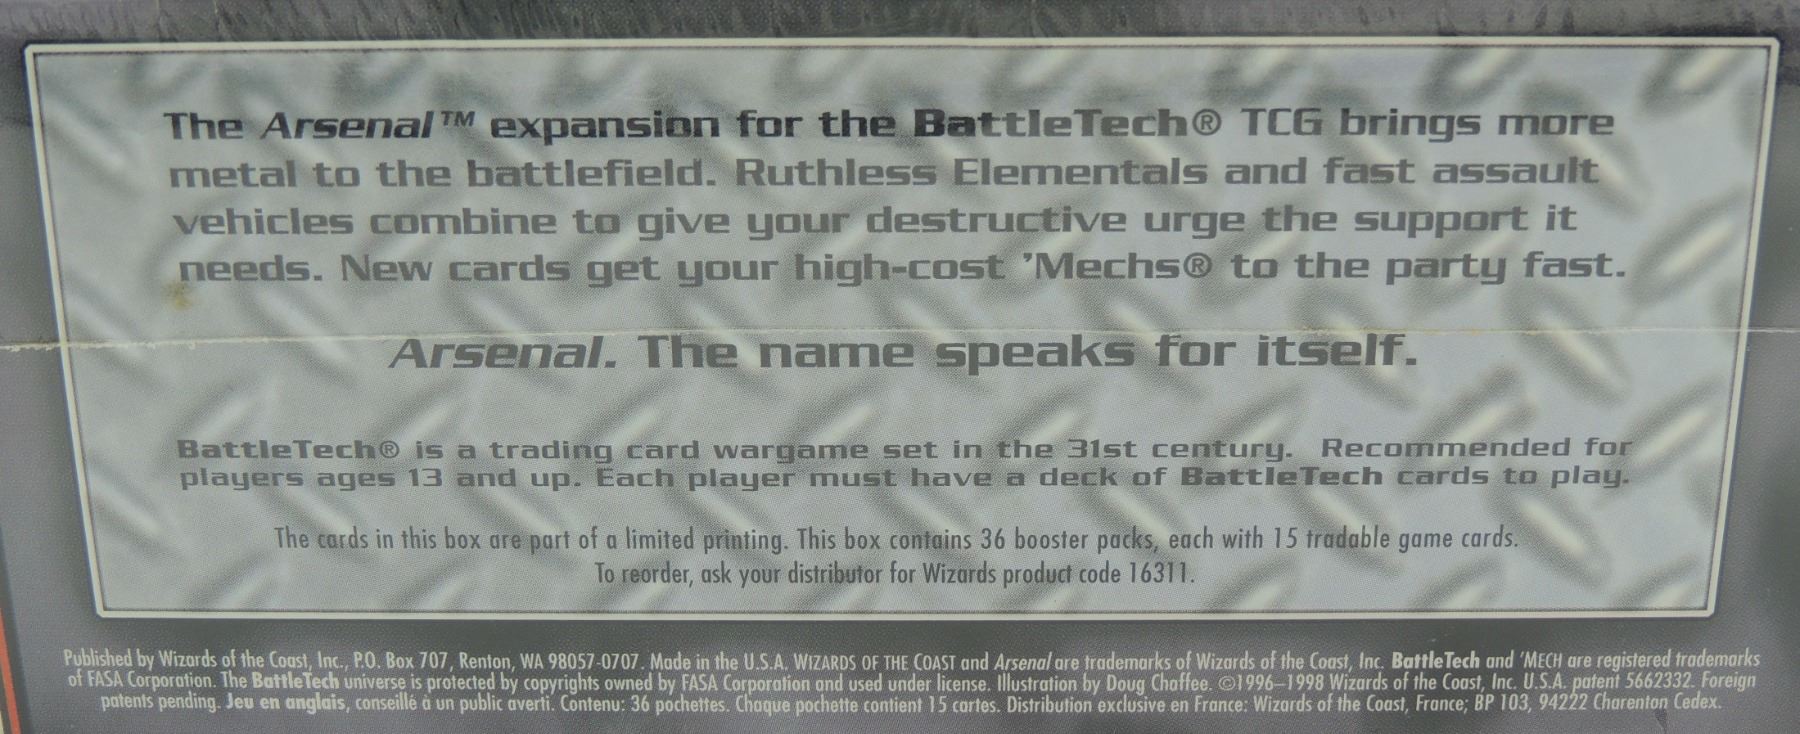 The Arsenal™ expansion for the BattleTech® TCG brings more
metal to the battlefield. Ruthless Elementals and fast assault
vehicles combine to give your destructive urge the support it
needs. New cards get your high-cost 'Mechs® to the party fast.
Arsenal. The name speaks for itself.
BattleTech® is a trading card wargame set in the 31st century. Recommended for
players ages 13 and up. Each player must have a deck of BattleTech cards to play.
The cards in this box are part of a limited printing. This box contains 36 booster packs, each with 15 tradable game cards.
To reorder, ask your distributor for Wizards product code 16311.
Published by Wizards of the Coast, Inc., P.O. Box 707, Renton, WA 98057-0707. Made in the U.S.A. WIZARDS OF THE COAST and Arsenal are trademarks of Wizards of the Coast, Inc. BattleTech and 'MECH are registered trademarks
of FASA Corporation. The BattleTech universe is protected by copyrights owned by FASA Corporation and used under license. Illustration by Doug Chaffee. ©1996–1998 Wizards of the Coast, Inc. U.S.A. patent 5662332. Foreign
patents pending. Jeu en anglais, conseillé à un public averti. Contenu: 36 pochettes. Chaque pochette contient 15 cartes. Distribution exclusive en France: Wizards of the Coast, France; BP 103, 94222 Charenton Cedex.